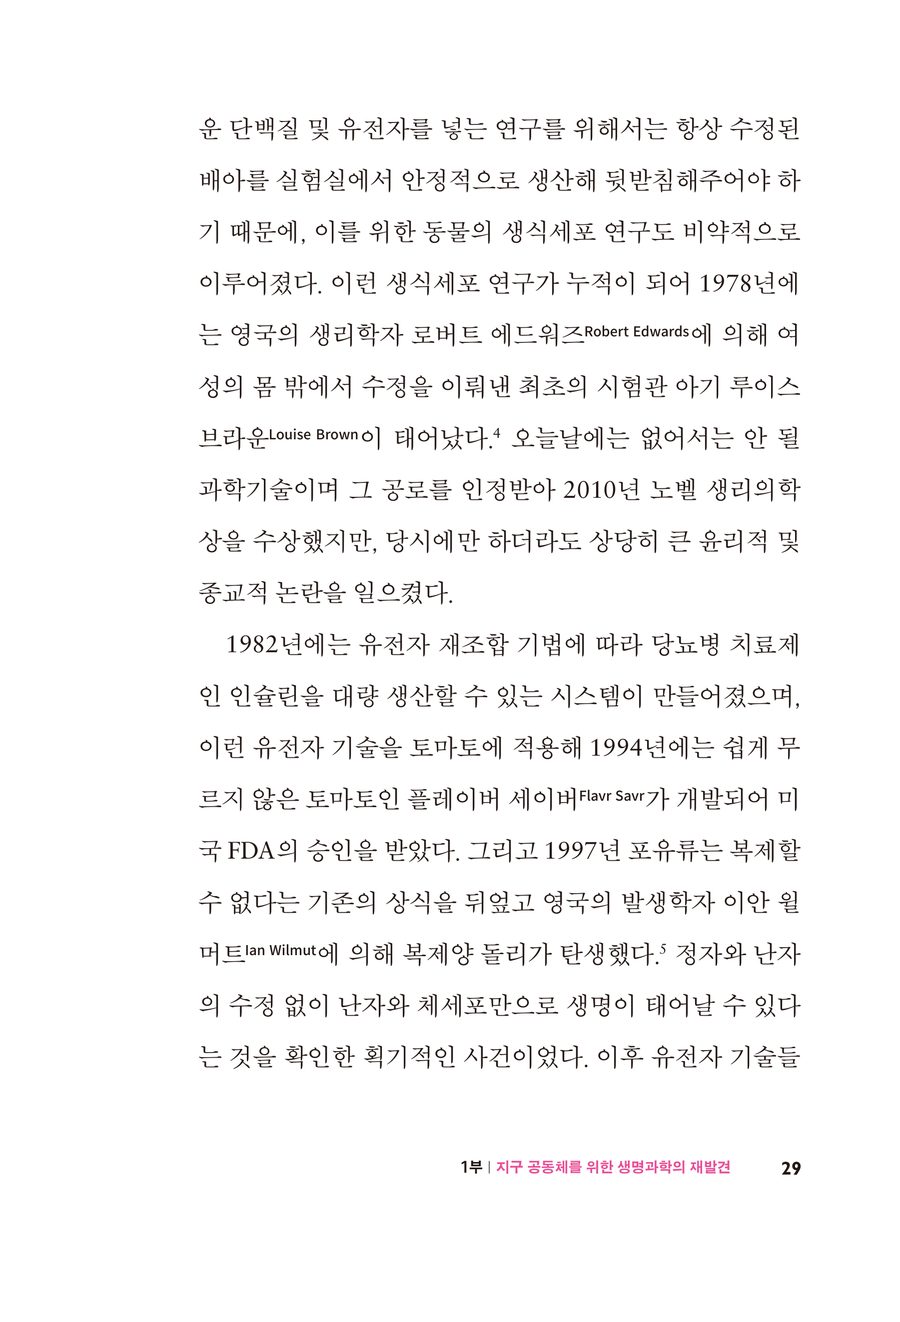 운 단백질 및 유전자를 넣는 연구를 위해서는 항상 수정된
배아를 실험실에서 안정적으로 생산해 뒷받침해주어야 하
기 때문에, 이를 위한 동물의 생식세포 연구도 비약적으로
이루어졌다. 이런 생식세포 연구가 누적이 되어 1978년에
는 영국의 생리학자 로버트 에드워즈Robert Edwards에 의해 여
성의 몸 밖에서 수정을 이뤄낸 최초의 시험관 아기 루이스
브라운Louise Brown이 태어났다.4 오늘날에는 없어서는 안 될
과학기술이며 그 공로를 인정받아 2010년 노벨 생리의학
상을 수상했지만, 당시에만 하더라도 상당히 큰 윤리적 및
종교적 논란을 일으켰다.
1982년에는 유전자 재조합 기법에 따라 당뇨병 치료제
인 인슐린을 대량 생산할 수 있는 시스템이 만들어졌으며,
이런 유전자 기술을 토마토에 적용해 1994년에는 쉽게 무
르지 않은 토마토인 플레이버 세이버Flavr Savr가 개발되어 미
국 FDA의 승인을 받았다. 그리고 1997년 포유류는 복제할
수 없다는 기존의 상식을 뒤엎고 영국의 발생학자 이안 윌
머트Ian Wilmut에 의해 복제양 돌리가 탄생했다.5 정자와 난자
의 수정 없이 난자와 체세포만으로 생명이 태어날 수 있다
는 것을 확인한 획기적인 사건이었다. 이후 유전자 기술들
1부 | 지구 공동체를 위한 생명과학의 재발견 29